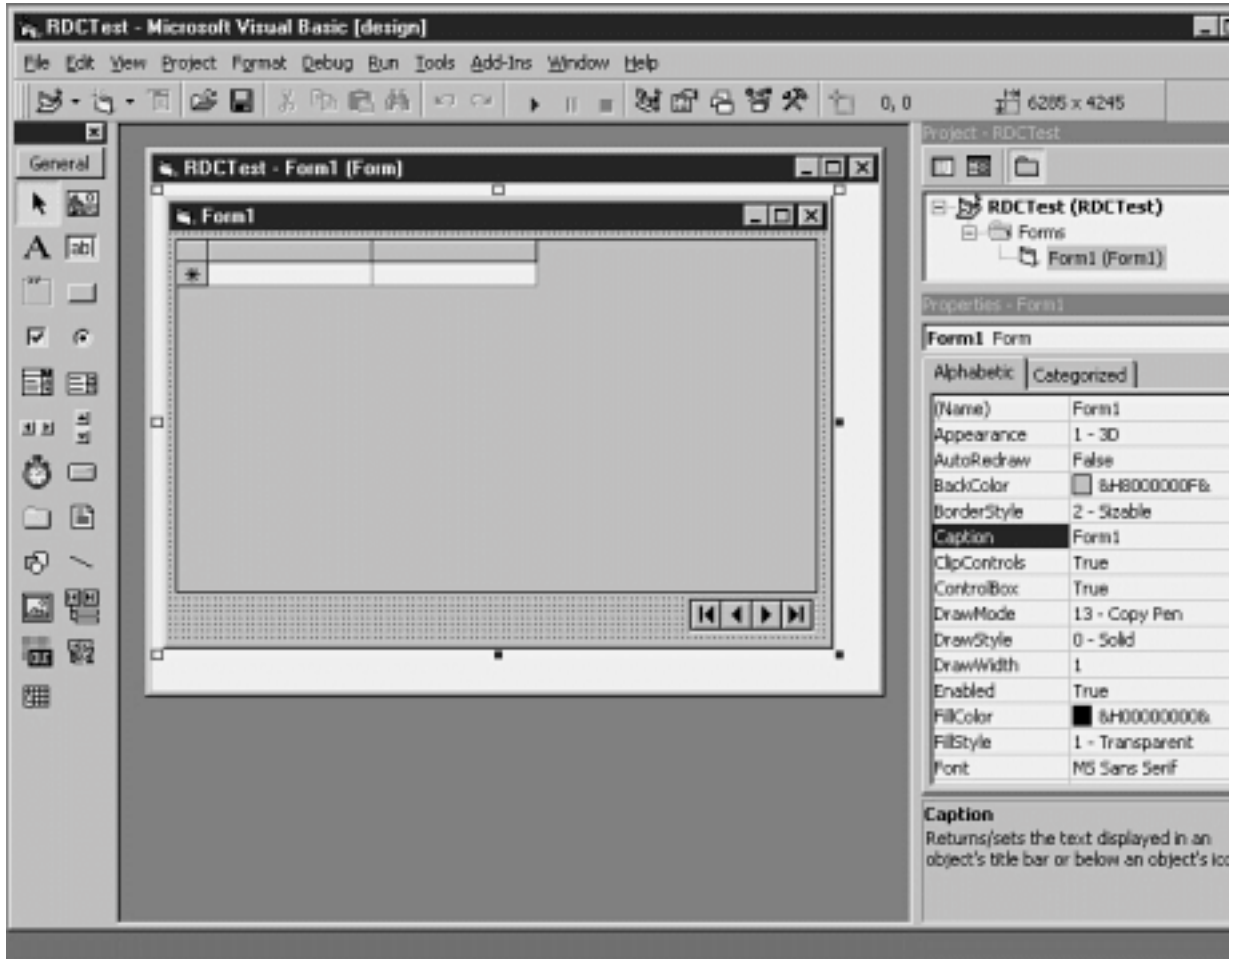 RDCTest - Microsoft Visual Basic [design]
File Edit View Project Format Debug Run Tools Add-Ins Window Help
0, 0 6285 x 4245
General
RDCTest - Form1 (Form)
Form1
Project - RDCTest
RDCTest (RDCTest)
Forms
Form1 (Form1)
Properties - Form1
Form1 Form
Alphabetic Categorized
(Name) Form1
Appearance 1 - 3D
AutoRedraw False
BackColor &H8000000F&
BorderStyle 2 - Sizable
Caption Form1
ClipControls True
ControlBox True
DrawMode 13 - Copy Pen
DrawStyle 0 - Solid
DrawWidth 1
Enabled True
FillColor &H00000000&
FillStyle 1 - Transparent
Font MS Sans Serif
Caption
Returns/sets the text displayed in an
object's title bar or below an object's ico